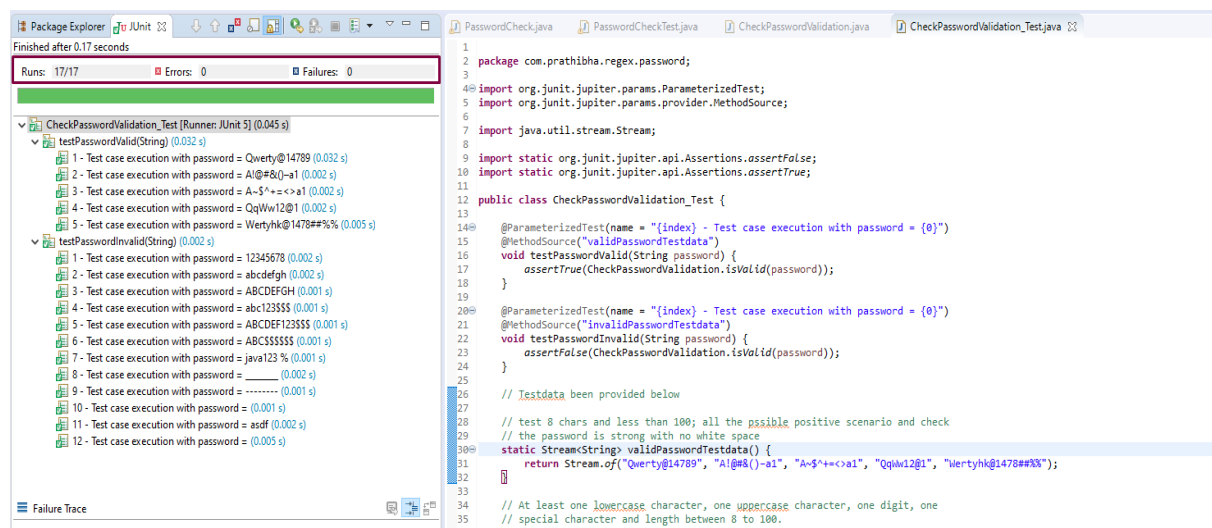 Package Explorer JUnit
Finished after 0.17 seconds
Runs: 17/17 Errors: 0 Failures: 0
CheckPasswordValidation_Test [Runner: JUnit 5] (0.045 s)
testPasswordValid(String) (0.032 s)
1 - Test case execution with password = Qwerty@14789 (0.032 s)
2 - Test case execution with password = A!@#&()–a1 (0.002 s)
3 - Test case execution with password = A~$^+=<>a1 (0.002 s)
4 - Test case execution with password = QqWw12@1 (0.002 s)
5 - Test case execution with password = Wertyhk@1478##%% (0.005 s)
testPasswordInvalid(String) (0.002 s)
1 - Test case execution with password = 12345678 (0.002 s)
2 - Test case execution with password = abcdefgh (0.002 s)
3 - Test case execution with password = ABCDEFGH (0.001 s)
4 - Test case execution with password = abc123$$$ (0.001 s)
5 - Test case execution with password = ABCDEF123$$$ (0.001 s)
6 - Test case execution with password = ABC$$$$$$ (0.001 s)
7 - Test case execution with password = java123 % (0.001 s)
8 - Test case execution with password = ______ (0.002 s)
9 - Test case execution with password = -------- (0.001 s)
10 - Test case execution with password = (0.001 s)
11 - Test case execution with password = asdf (0.002 s)
12 - Test case execution with password = (0.005 s)
Failure Trace
PasswordCheck.java PasswordCheckTest.java CheckPasswordValidation.java CheckPasswordValidation_Test.java
1
2 package com.prathibha.regex.password;
3
4 import org.junit.jupiter.params.ParameterizedTest;
5 import org.junit.jupiter.params.provider.MethodSource;
6
7 import java.util.stream.Stream;
8
9 import static org.junit.jupiter.api.Assertions.assertFalse;
10 import static org.junit.jupiter.api.Assertions.assertTrue;
11
12 public class CheckPasswordValidation_Test {
13
14 @ParameterizedTest(name = "{index} - Test case execution with password = {0}")
15 @MethodSource("validPasswordTestdata")
16 void testPasswordValid(String password) {
17 assertTrue(CheckPasswordValidation.isValid(password));
18 }
19
20 @ParameterizedTest(name = "{index} - Test case execution with password = {0}")
21 @MethodSource("invalidPasswordTestdata")
22 void testPasswordInvalid(String password) {
23 assertFalse(CheckPasswordValidation.isValid(password));
24 }
25
26 // Testdata been provided below
27
28 // test 8 chars and less than 100; all the pssible positive scenario and check
29 // the password is strong with no white space
30 static Stream<String> validPasswordTestdata() {
31 return Stream.of("Qwerty@14789", "A!@#&()–a1", "A~$^+=<>a1", "QqWw12@1", "Wertyhk@1478##%%");
32 }
33
34 // At least one lowercase character, one uppercase character, one digit, one
35 // special character and length between 8 to 100.